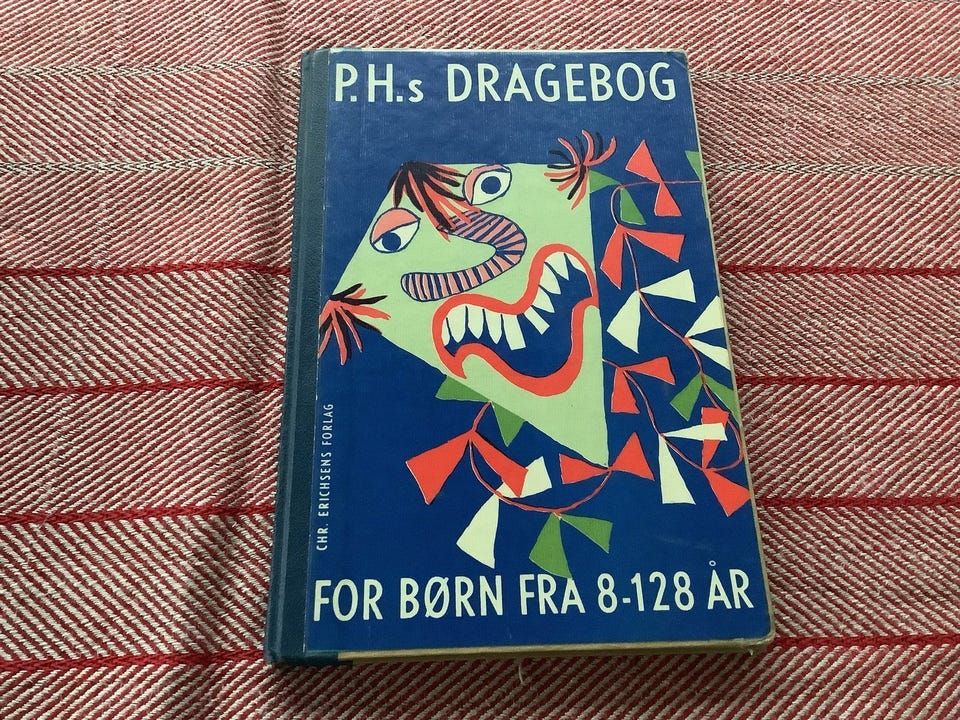 P.H.s DRAGEBOG
CHR. ERICHSENS FORLAG
FOR BØRN FRA 8-128 ÅR